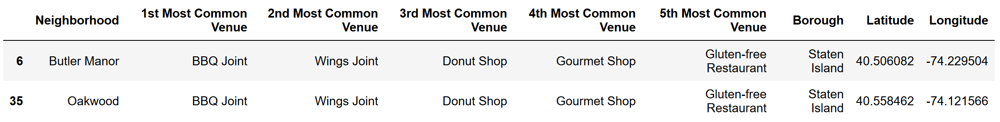 Neighborhood 1st Most Common Venue 2nd Most Common Venue 3rd Most Common Venue 4th Most Common Venue 5th Most Common Venue Borough Latitude Longitude
6 Butler Manor BBQ Joint Wings Joint Donut Shop Gourmet Shop Gluten-free Restaurant Staten Island 40.506082 -74.229504
35 Oakwood BBQ Joint Wings Joint Donut Shop Gourmet Shop Gluten-free Restaurant Staten Island 40.558462 -74.121566